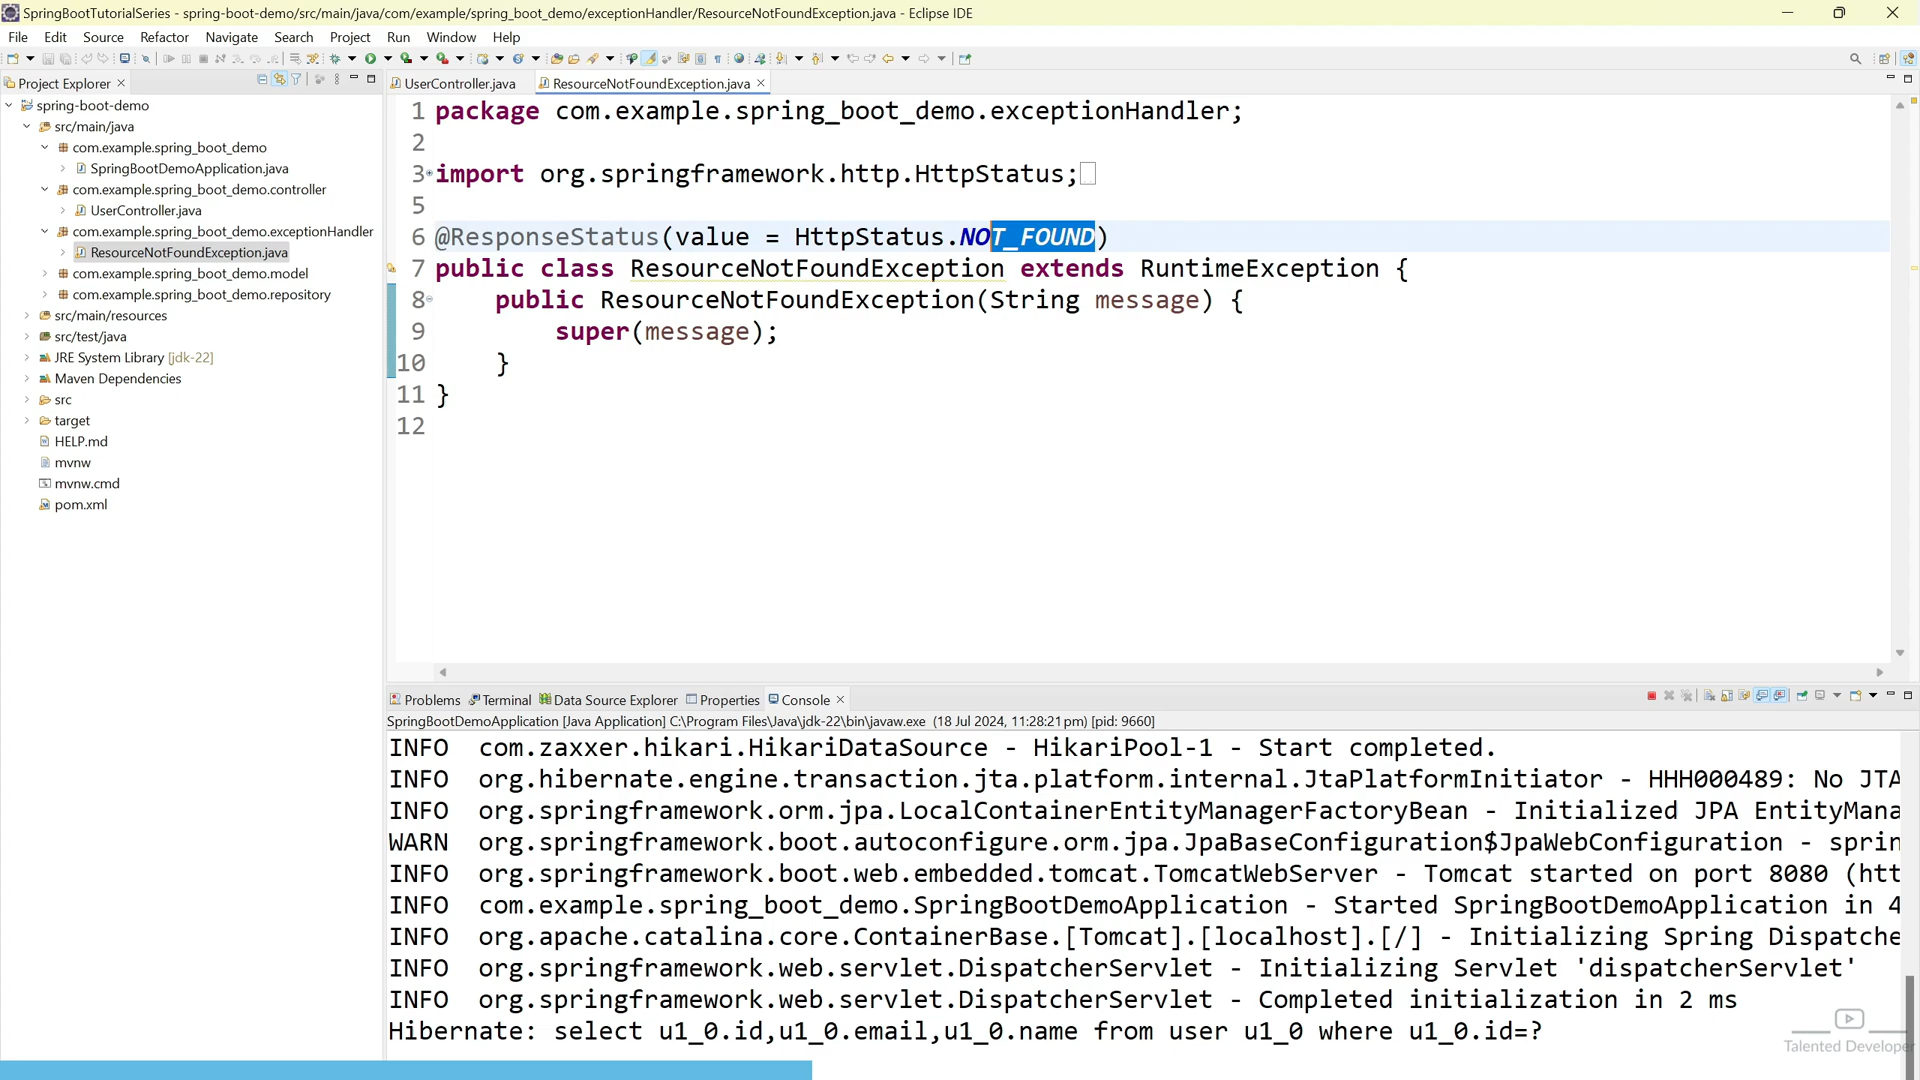 SpringBootTutorialSeries - spring-boot-demo/src/main/java/com/example/spring_boot_demo/exceptionHandler/ResourceNotFoundException.java - Eclipse IDE
File Edit Source Refactor Navigate Search Project Run Window Help
Project Explorer
spring-boot-demo
src/main/java
com.example.spring_boot_demo
SpringBootDemoApplication.java
com.example.spring_boot_demo.controller
UserController.java
com.example.spring_boot_demo.exceptionHandler
ResourceNotFoundException.java
com.example.spring_boot_demo.model
com.example.spring_boot_demo.repository
src/main/resources
src/test/java
JRE System Library [jdk-22]
Maven Dependencies
src
target
HELP.md
mvnw
mvnw.cmd
pom.xml
UserController.java ResourceNotFoundException.java
1 package com.example.spring_boot_demo.exceptionHandler;
2
3 import org.springframework.http.HttpStatus;
5
6 @ResponseStatus(value = HttpStatus.NOT_FOUND)
7 public class ResourceNotFoundException extends RuntimeException {
8 public ResourceNotFoundException(String message) {
9 super(message);
10 }
11 }
12
Problems Terminal Data Source Explorer Properties Console
SpringBootDemoApplication [Java Application] C:\Program Files\Java\jdk-22\bin\javaw.exe (18 Jul 2024, 11:28:21 pm) [pid: 9660]
INFO com.zaxxer.hikari.HikariDataSource - HikariPool-1 - Start completed.
INFO org.hibernate.engine.transaction.jta.platform.internal.JtaPlatformInitiator - HHH000489: No JTA
INFO org.springframework.orm.jpa.LocalContainerEntityManagerFactoryBean - Initialized JPA EntityMana
WARN org.springframework.boot.autoconfigure.orm.jpa.JpaBaseConfiguration$JpaWebConfiguration - sprin
INFO org.springframework.boot.web.embedded.tomcat.TomcatWebServer - Tomcat started on port 8080 (htt
INFO com.example.spring_boot_demo.SpringBootDemoApplication - Started SpringBootDemoApplication in 4
INFO org.apache.catalina.core.ContainerBase.[Tomcat].[localhost].[/] - Initializing Spring Dispatche
INFO org.springframework.web.servlet.DispatcherServlet - Initializing Servlet 'dispatcherServlet'
INFO org.springframework.web.servlet.DispatcherServlet - Completed initialization in 2 ms
Hibernate: select u1_0.id,u1_0.email,u1_0.name from user u1_0 where u1_0.id=?
Talented Developer